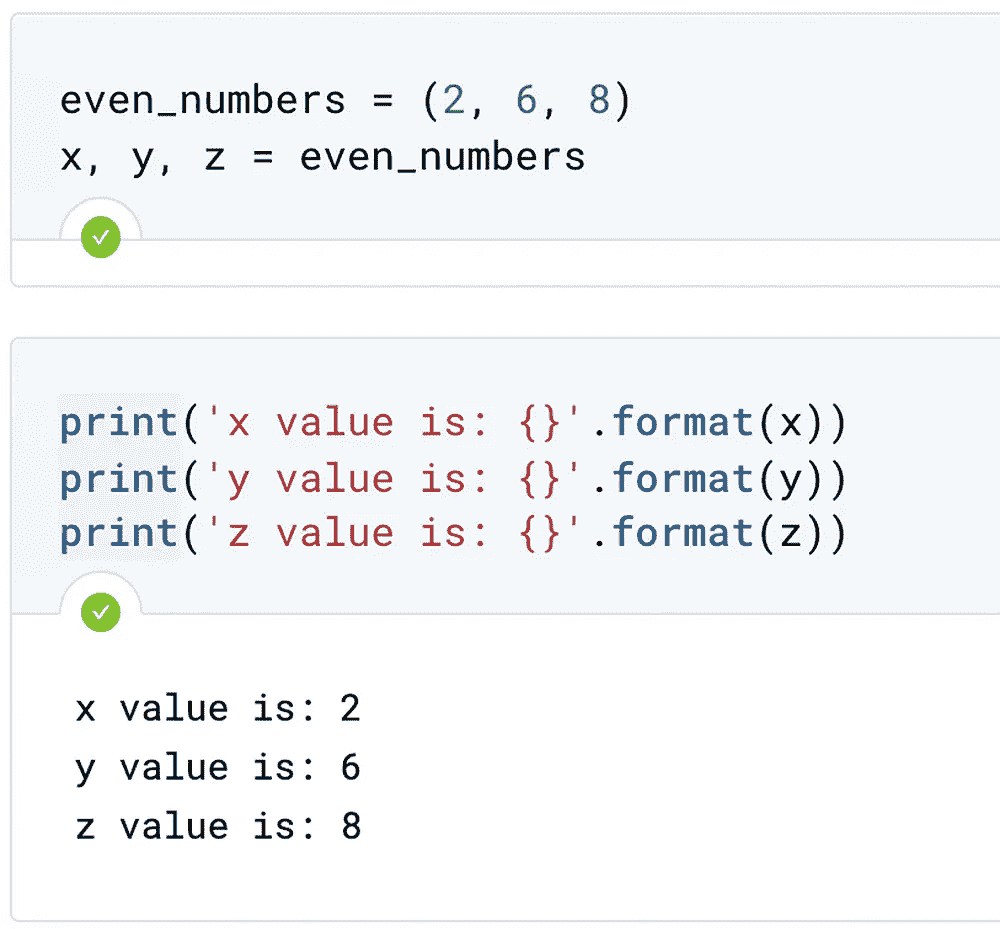 even_numbers = (2, 6, 8)
x, y, z = even_numbers
print('x value is: {}'.format(x))
print('y value is: {}'.format(y))
print('z value is: {}'.format(z))
x value is: 2
y value is: 6
z value is: 8